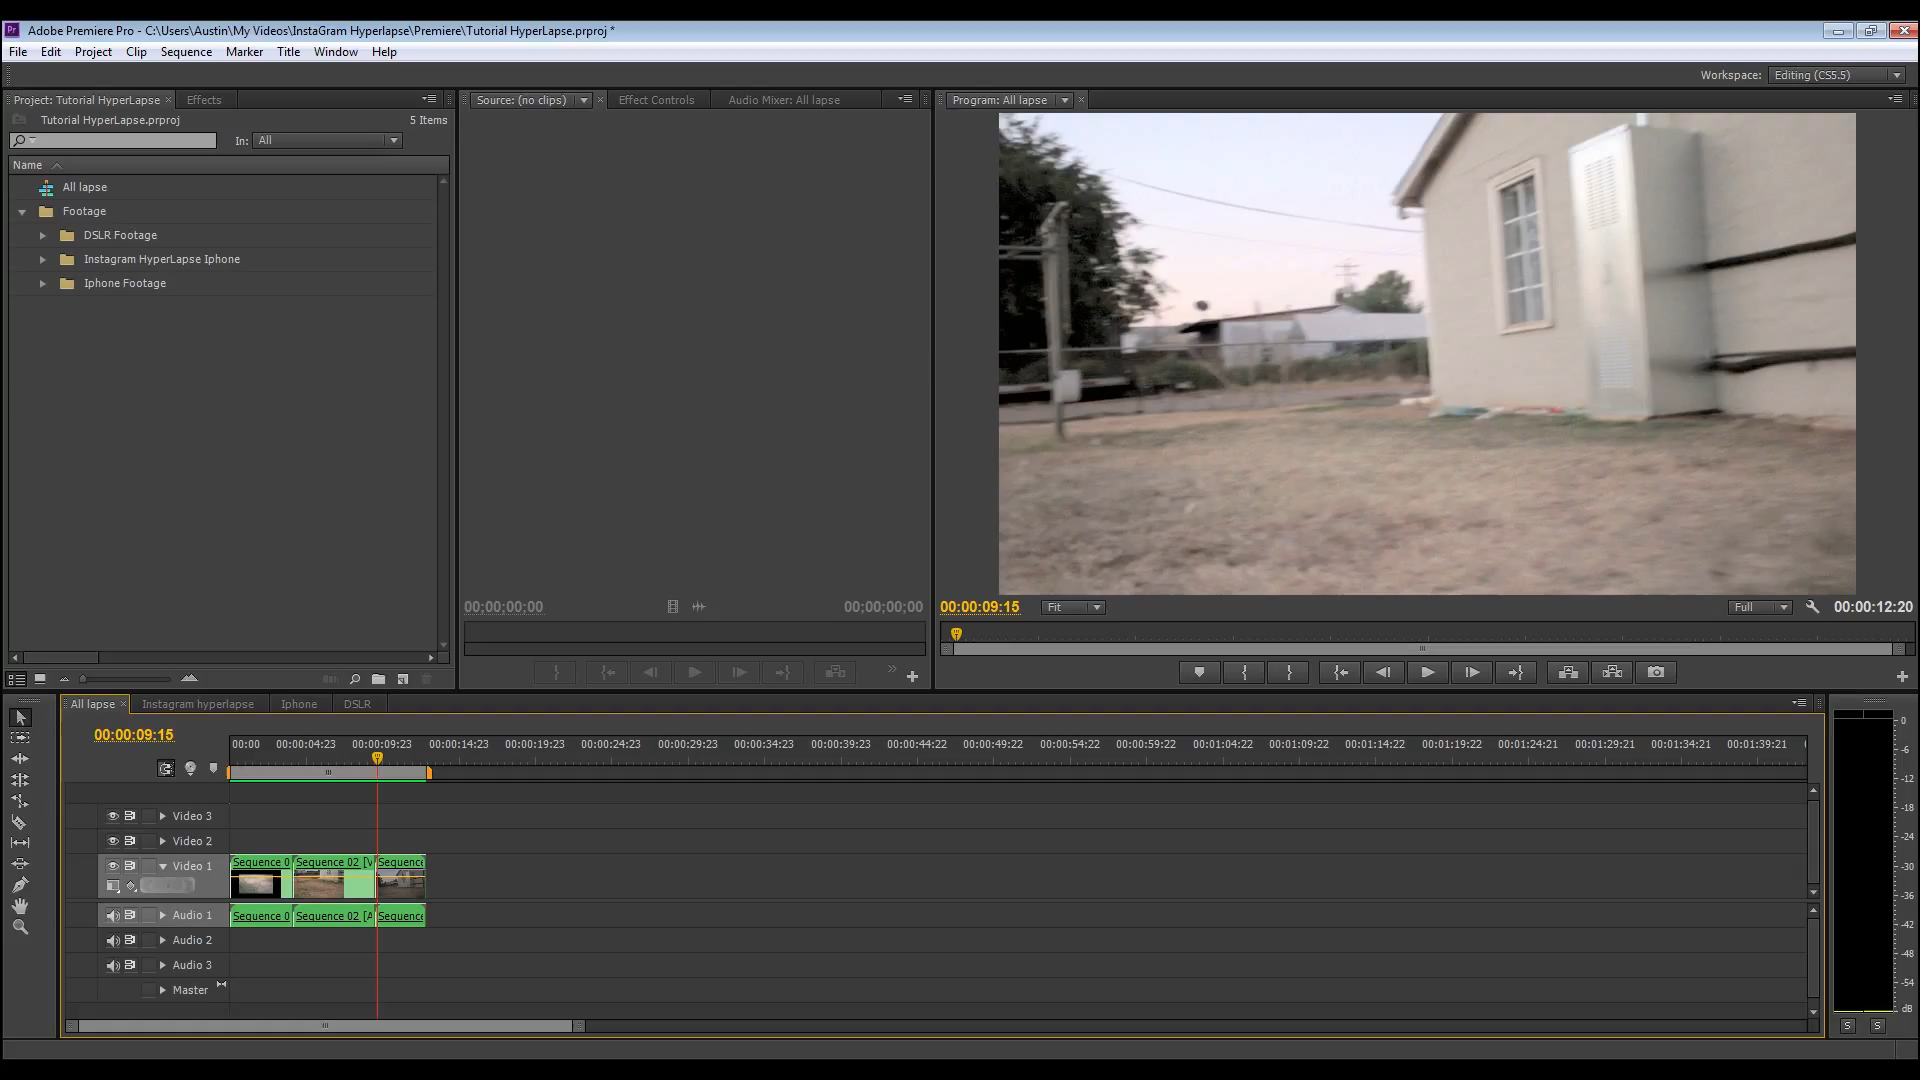 Adobe Premiere Pro - C:\Users\Austin\My Videos\InstaGram Hyperlapse\Premiere\Tutorial HyperLapse.prproj *
File Edit Project Clip Sequence Marker Title Window Help
Workspace: Editing (CS5.5)
Project: Tutorial HyperLapse Effects
Source: (no clips) Effect Controls Audio Mixer: All lapse
Program: All lapse
Tutorial HyperLapse.prproj 5 Items
In: All
Name
All lapse
Footage
DSLR Footage
Instagram HyperLapse Iphone
Iphone Footage
00;00;00;00 00;00;00;00
00:00:09:15 Fit Full 00:00:12:20
All lapse Instagram hyperlapse Iphone DSLR
00:00:09:15
00:00 00:00:04:23 00:00:09:23 00:00:14:23 00:00:19:23 00:00:24:23 00:00:29:23 00:00:34:23 00:00:39:23 00:00:44:22 00:00:49:22 00:00:54:22 00:00:59:22 00:01:04:22 00:01:09:22 00:01:14:22 00:01:19:22 00:01:24:21 00:01:29:21 00:01:34:21 00:01:39:21
Video 3
Video 2
Video 1
Sequence 0 Sequence 02 [V Sequence
Audio 1
Sequence 0 Sequence 02 [A Sequence
Audio 2
Audio 3
Master
0
-6
-12
-18
-24
-30
-36
-42
-48
-54
dB
S S